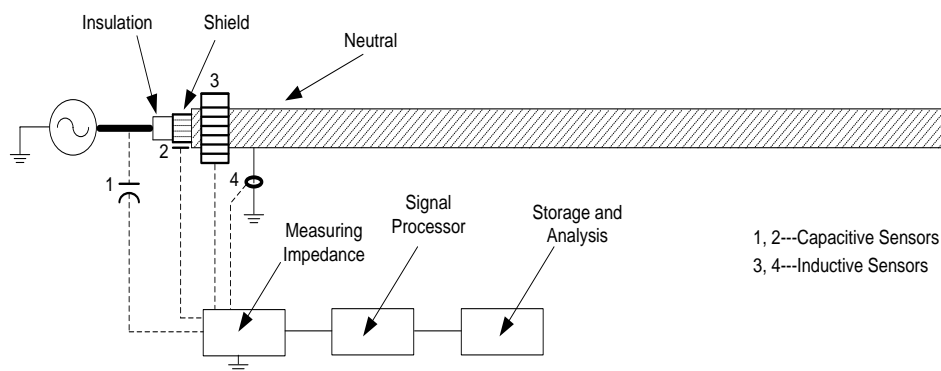 Insulation
Shield
Neutral
3
2
1
4
Measuring
Impedance
Signal
Processor
Storage and
Analysis
1, 2---Capacitive Sensors
3, 4---Inductive Sensors